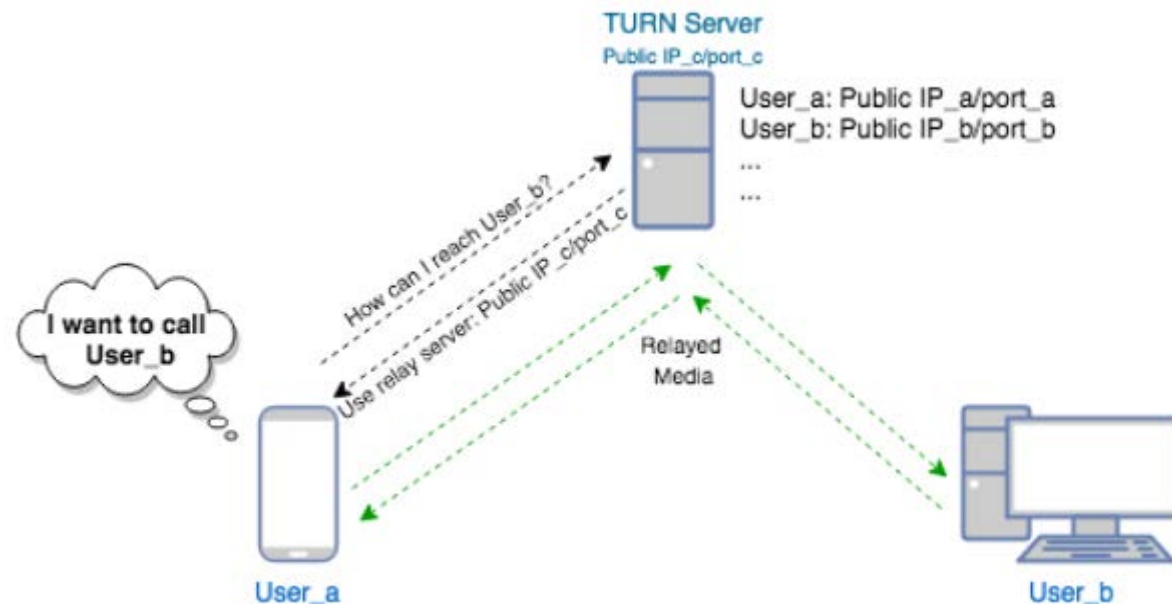 TURN Server
Public IP_c/port_c
User_a: Public IP_a/port_a
User_b: Public IP_b/port_b
...
...
How can I reach User_b?
Use relay server: Public IP_c/port_c
I want to call
User_b
Relayed
Media
User_a
User_b